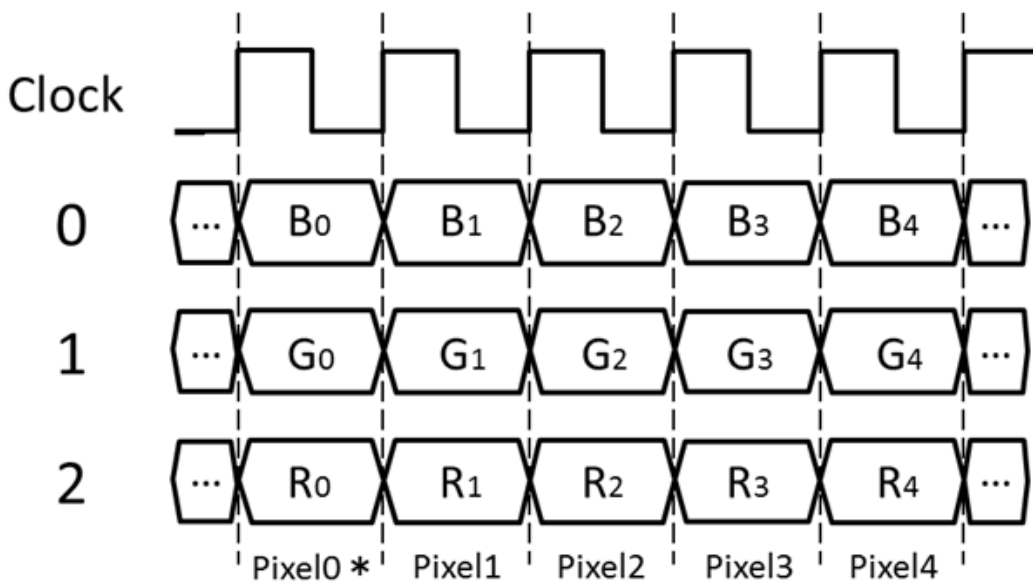 Clock
0 ... B0 B1 B2 B3 B4 ...
1 ... G0 G1 G2 G3 G4 ...
2 ... R0 R1 R2 R3 R4 ...
Pixel0 * Pixel1 Pixel2 Pixel3 Pixel4